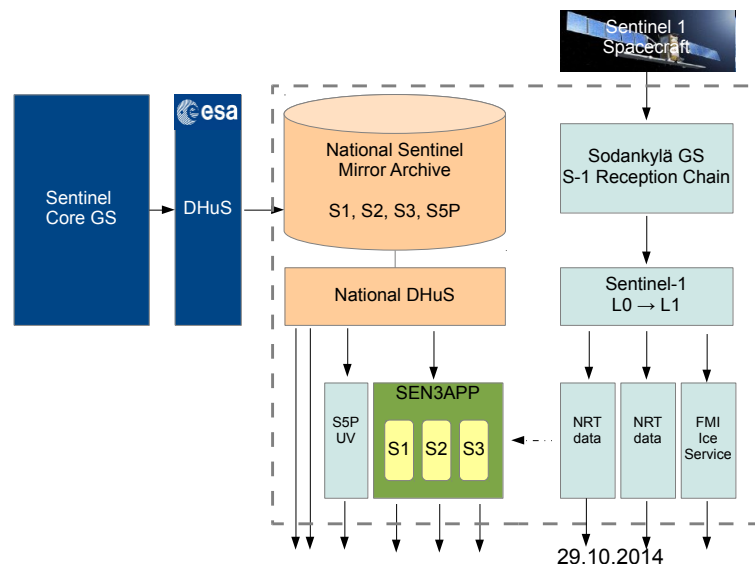 Sentinel 1
Spacecraft
esa
Sentinel
Core GS
DHuS
National Sentinel
Mirror Archive
S1, S2, S3, S5P
Sodankylä GS
S-1 Reception Chain
National DHuS
Sentinel-1
L0 → L1
S5P
UV
SEN3APP
S1
S2
S3
NRT
data
NRT
data
FMI
Ice
Service
29.10.2014